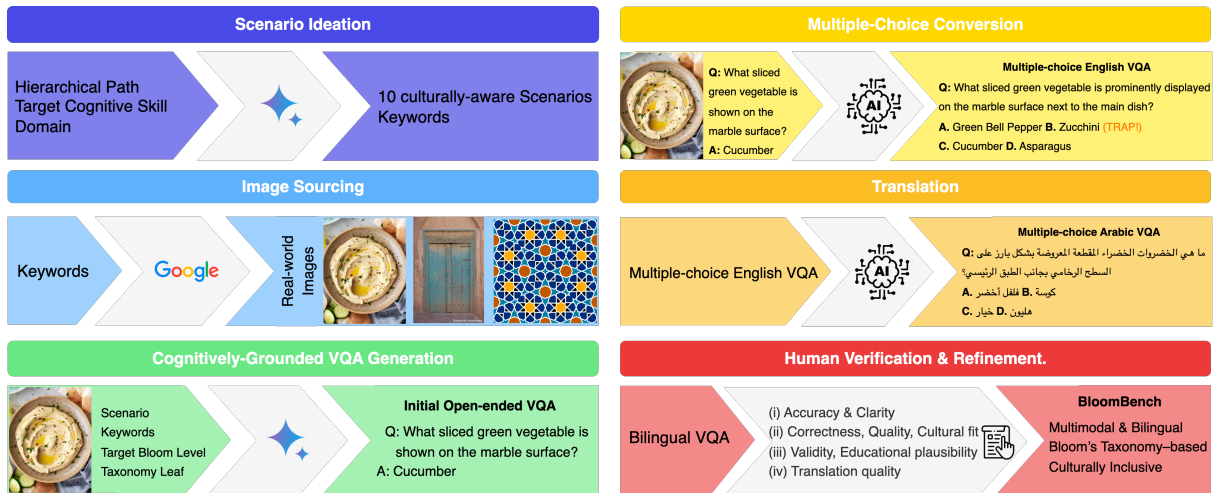 Scenario Ideation
Hierarchical Path
Target Cognitive Skill
Domain
10 culturally-aware Scenarios
Keywords
Image Sourcing
Keywords
Google
Real-world
Images
Cognitively-Grounded VQA Generation
Scenario
Keywords
Target Bloom Level
Taxonomy Leaf
Initial Open-ended VQA
Q: What sliced green vegetable is
shown on the marble surface?
A: Cucumber
Multiple-Choice Conversion
Q: What sliced
green vegetable is
shown on the
marble surface?
A: Cucumber
AI
Multiple-choice English VQA
Q: What sliced green vegetable is prominently displayed
on the marble surface next to the main dish?
A. Green Bell Pepper B. Zucchini (TRAP!)
C. Cucumber D. Asparagus
Translation
Multiple-choice English VQA
AI
Multiple-choice Arabic VQA
Q: ما هي الخضروات الخضراء المقطعة المعروضة بشكل بارز على
السطح الرخامي بجانب الطبق الرئيسي؟
A. فلفل أخضر B. كوسة
C. خيار D. هليون
Human Verification & Refinement.
Bilingual VQA
(i) Accuracy & Clarity
(ii) Correctness, Quality, Cultural fit
(iii) Validity, Educational plausibility
(iv) Translation quality
BloomBench
Multimodal & Bilingual
Bloom's Taxonomy–based
Culturally Inclusive